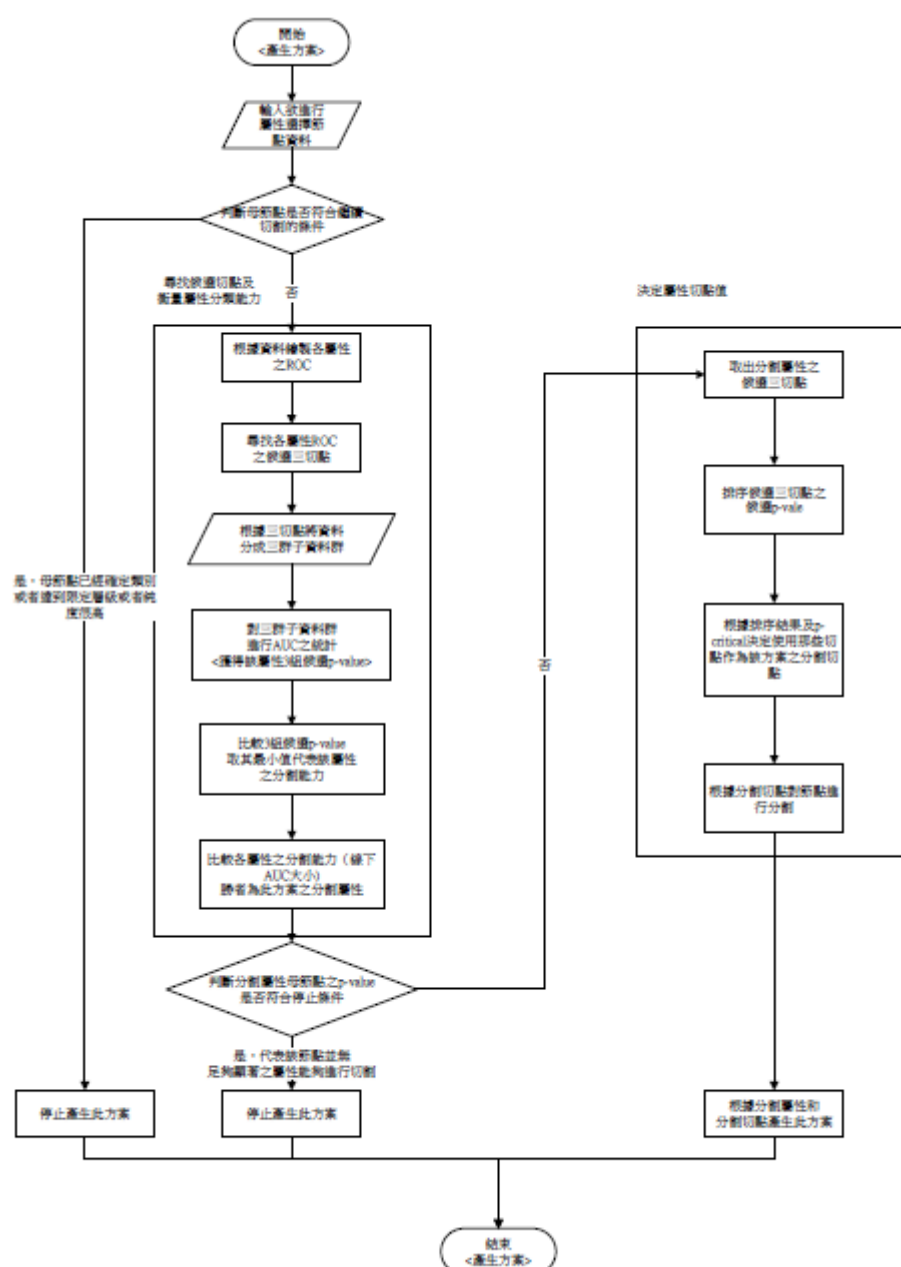 開始
<產生方案>
輸入欲進行
屬性選擇節
點資料
判斷母節點是否符合繼續
切割的條件
尋找候選切點及
衡量屬性分類能力
否
根據資料繪製各屬性
之ROC
尋找各屬性ROC
之候選三切點
根據三切點將資料
分成三群子資料群
是,母節點已經確定類別
或者達到限定層級或者純
度很高
對三群子資料群
進行AUC之統計
<獲得該屬性3組候選p-value>
比較3組候選p-value
取其最小值代表該屬性
之分割能力
比較各屬性之分割能力(線下
AUC大小)
勝者為此方案之分割屬性
判斷分割屬性母節點之p-value
是否符合停止條件
是,代表該節點並無
足夠顯著之屬性能夠進行切割
停止產生此方案
停止產生此方案
否
決定屬性切點值
取出分割屬性之
候選三切點
排序候選三切點之
候選p-vale
根據排序結果及p-
critical決定使用那些切
點作為該方案之分割切
點
根據分割切點對節點進
行分割
根據分割屬性和
分割切點產生此方案
結束
<產生方案>